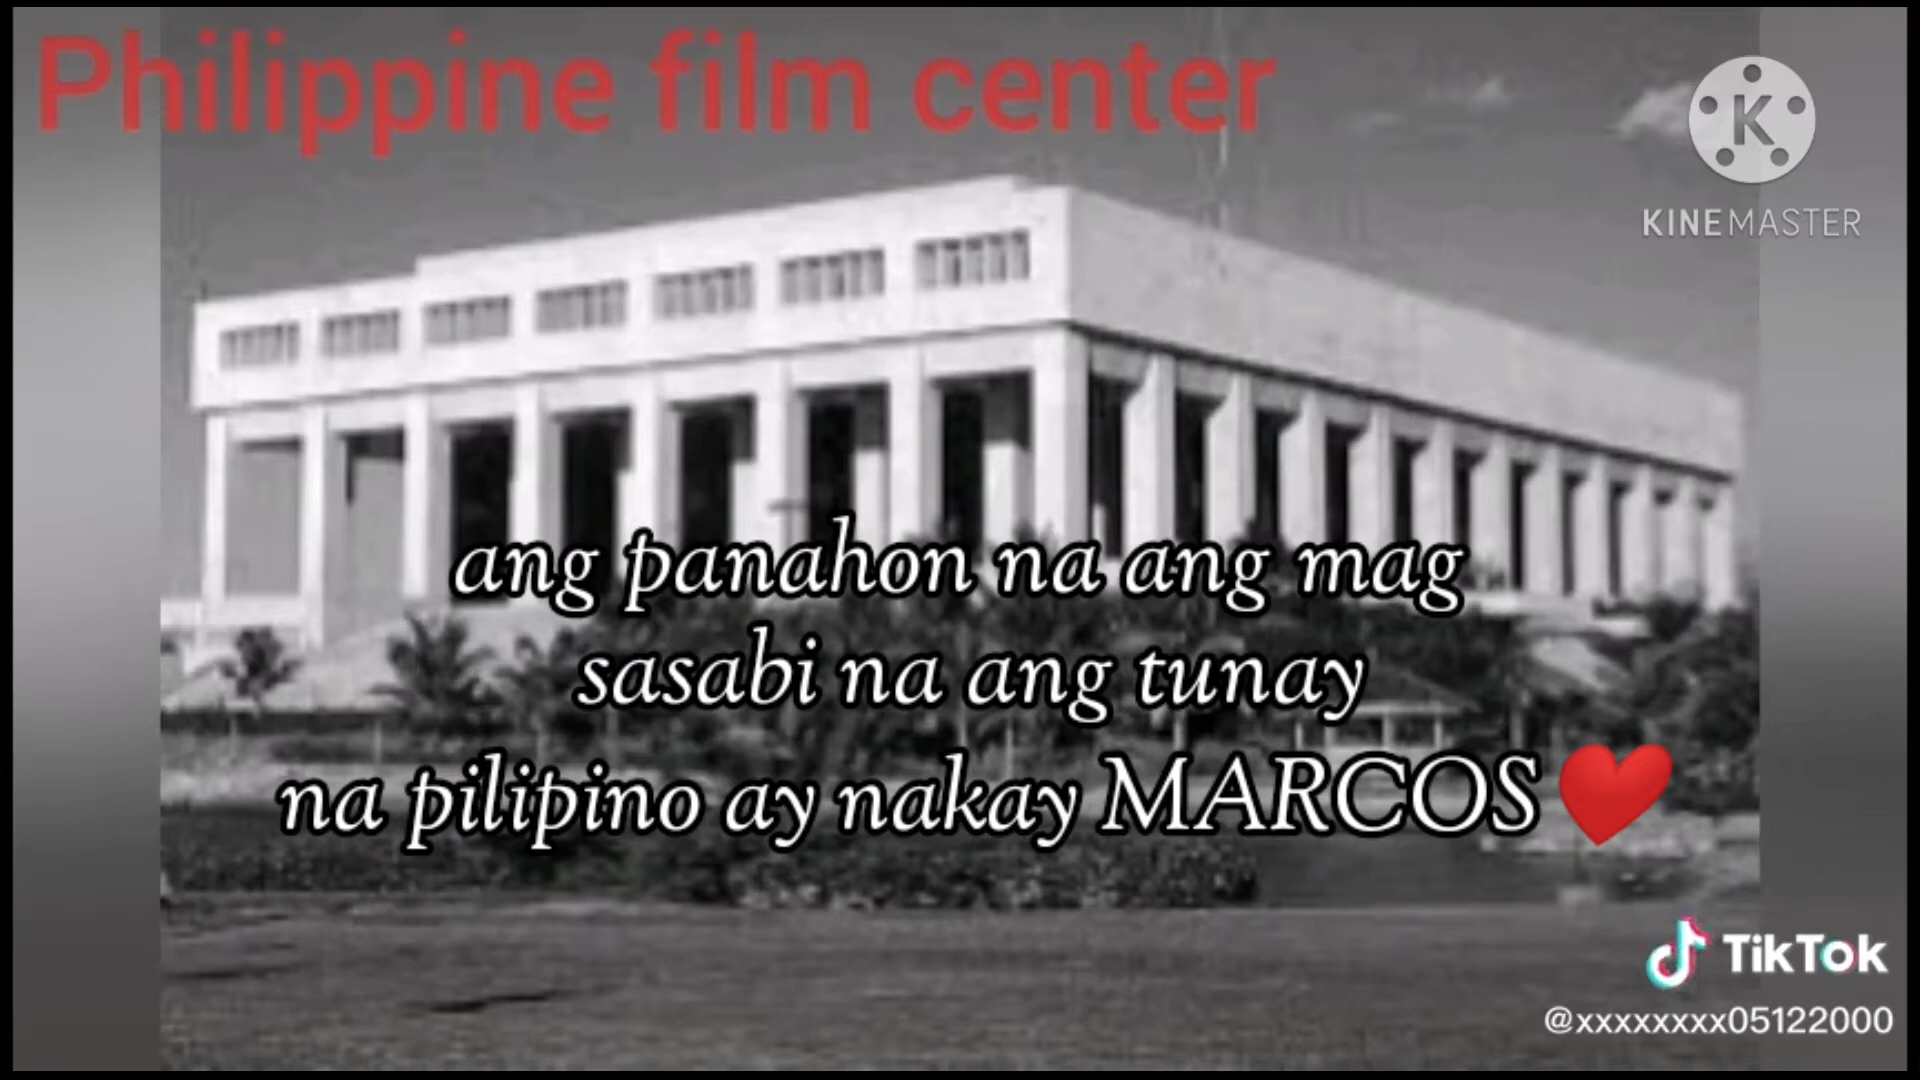 Philippine film center
KINEMASTER
ang panahon na ang mag
sasabi na ang tunay
na pilipino ay nakay MARCOS
TikTok
@xxxxxxxx05122000